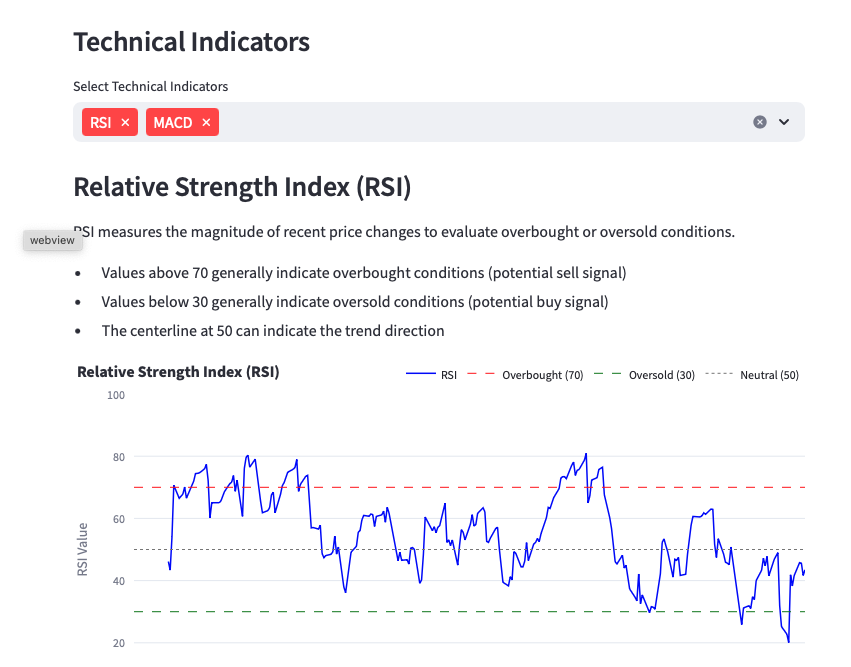 Technical Indicators
Select Technical Indicators
RSI × MACD ×
Relative Strength Index (RSI)
RSI measures the magnitude of recent price changes to evaluate overbought or oversold conditions.
webview
• Values above 70 generally indicate overbought conditions (potential sell signal)
• Values below 30 generally indicate oversold conditions (potential buy signal)
• The centerline at 50 can indicate the trend direction
Relative Strength Index (RSI)
RSI Overbought (70) Oversold (30) Neutral (50)
100
80
60
RSI Value
40
20